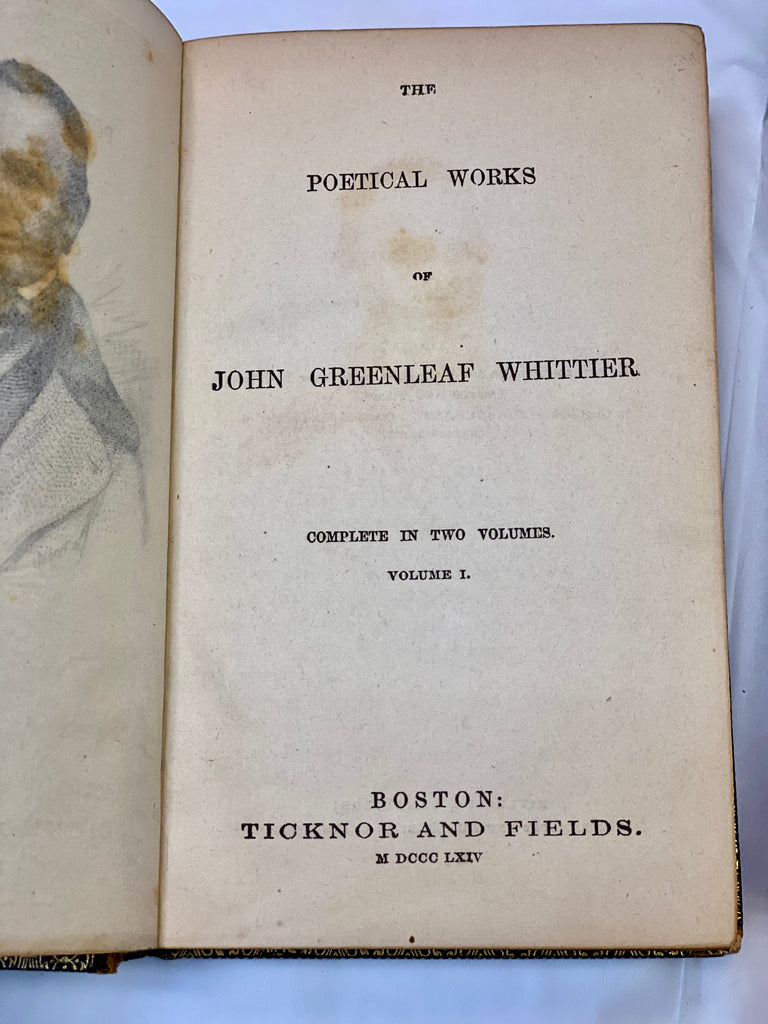 THE
POETICAL WORKS
OF
JOHN GREENLEAF WHITTIER.
COMPLETE IN TWO VOLUMES.
VOLUME I.
BOSTON:
TICKNOR AND FIELDS.
M DCCC LXIV